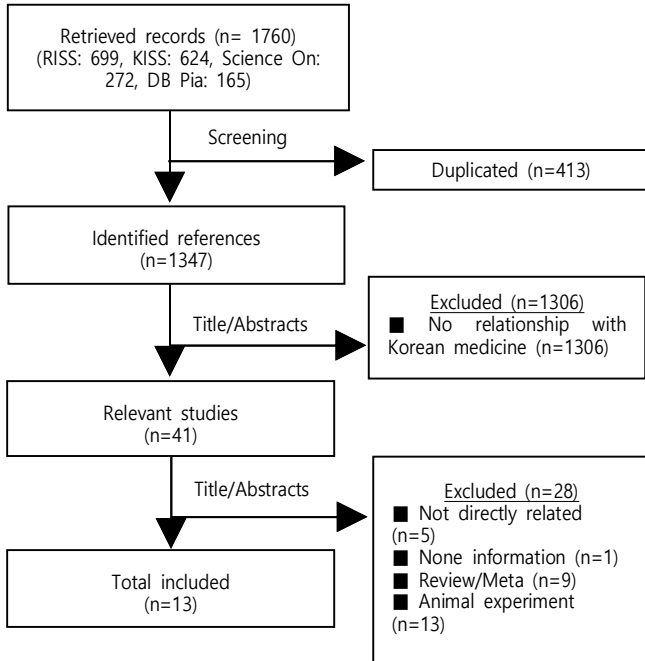 Retrieved records (n= 1760)
(RISS: 699, KISS: 624, Science On:
272, DB Pia: 165)
Screening
Duplicated (n=413)
Identified references
(n=1347)
Title/Abstracts
Excluded (n=1306)
■ No relationship with
Korean medicine (n=1306)
Relevant studies
(n=41)
Title/Abstracts
Excluded (n=28)
■ Not directly related
(n=5)
■ None information (n=1)
■ Review/Meta (n=9)
■ Animal experiment
(n=13)
Total included
(n=13)